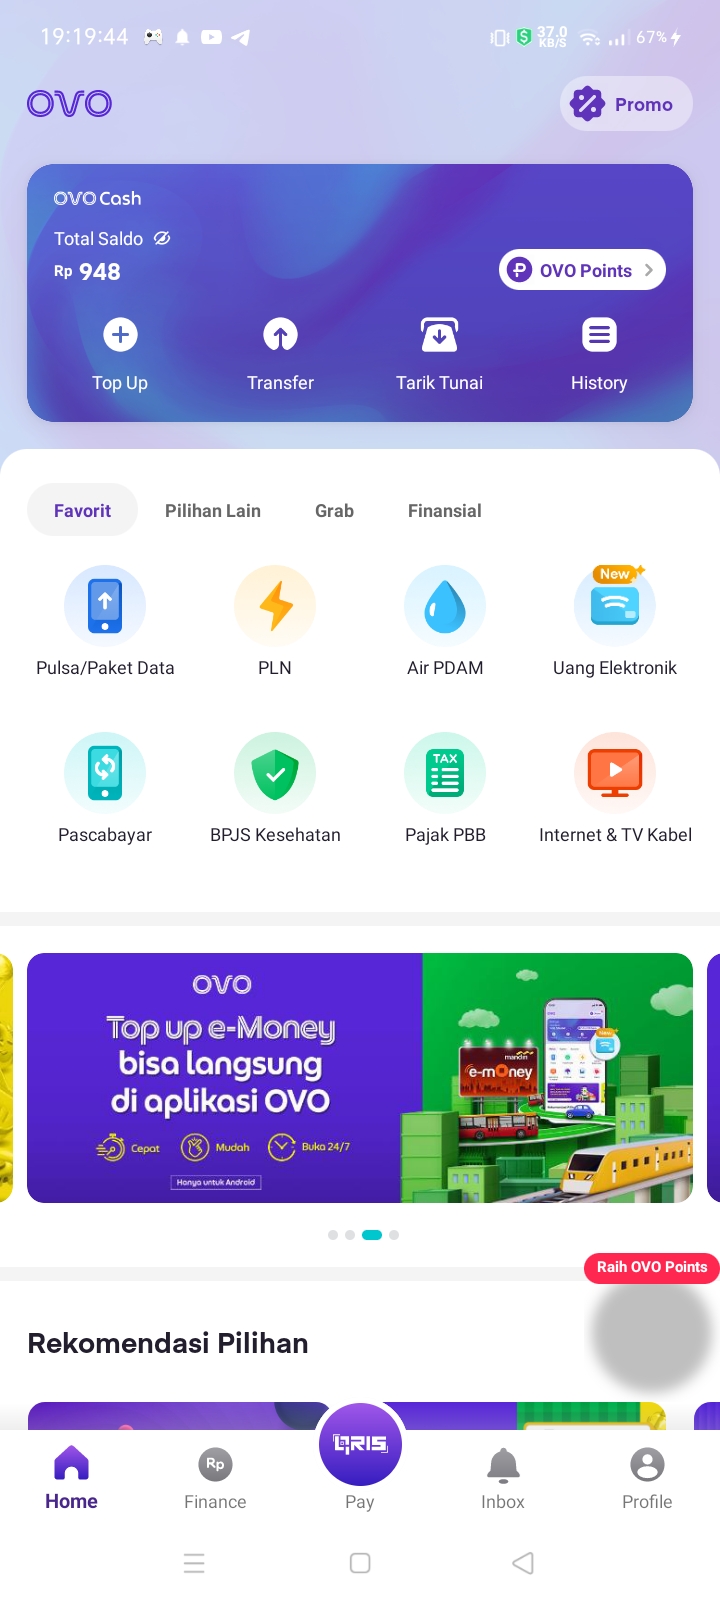 19:19:44
37.0
KB/S
67%
OVO
Promo
OVO Cash
Total Saldo
Rp 948
OVO Points
Top Up
Transfer
Tarik Tunai
History
Favorit
Pilihan Lain
Grab
Finansial
New
Pulsa/Paket Data
PLN
Air PDAM
Uang Elektronik
TAX
Pascabayar
BPJS Kesehatan
Pajak PBB
Internet & TV Kabel
OVO
Top up e-Money
bisa langsung
di aplikasi OVO
Cepat
Mudah
Buka 24/7
Hanya untuk Android
mandiri
e-money
Raih OVO Points
Rekomendasi Pilihan
QRIS
Rp
Home
Finance
Pay
Inbox
Profile